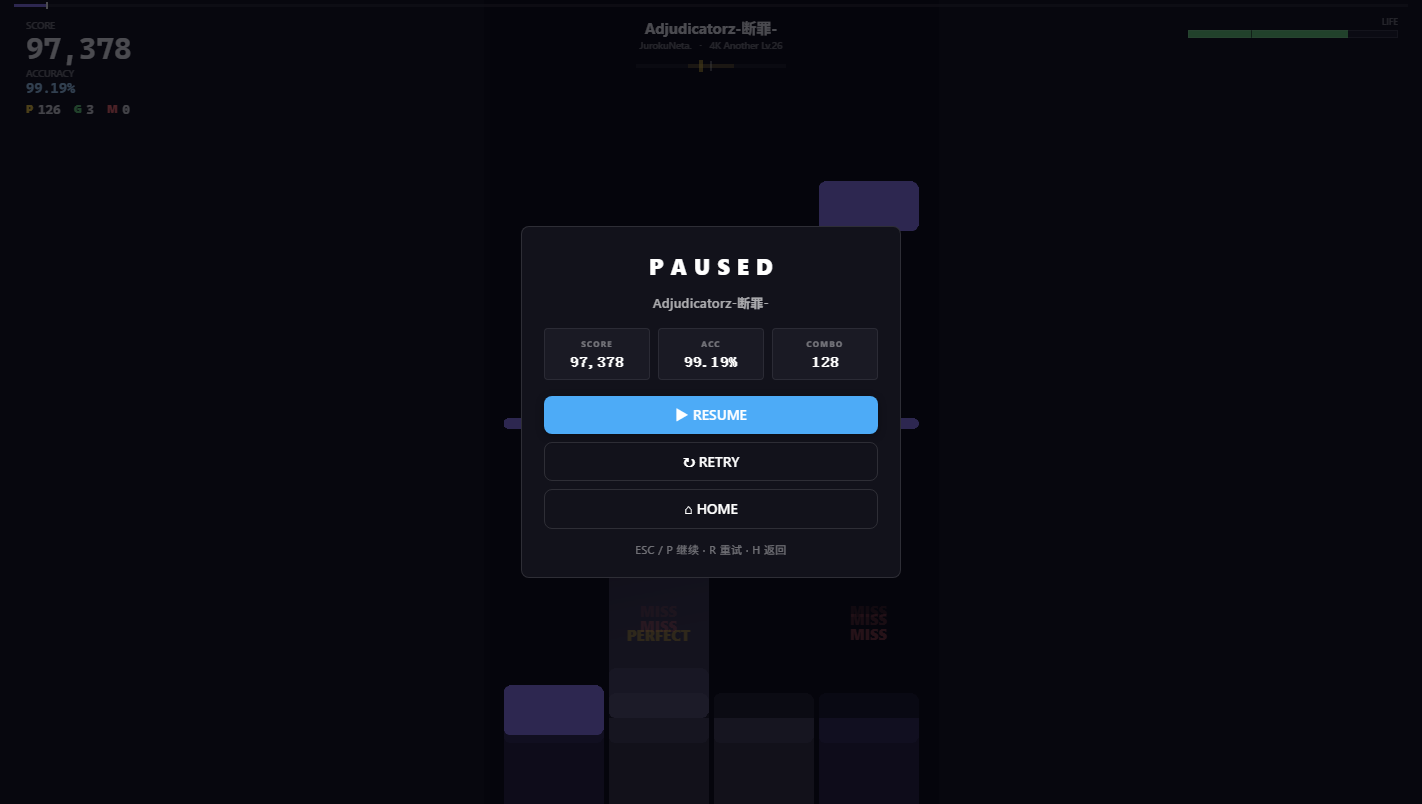 SCORE
97,378
ACCURACY
99.19%
P 126 G 3 M 0
Adjudicatorz-断罪-
JurokuNeta. · 4K Another Lv.26
LIFE
PAUSED
Adjudicatorz-断罪-
SCORE
97,378
ACC
99.19%
COMBO
128
▶ RESUME
↻ RETRY
⌂ HOME
ESC / P 继续 · R 重试 · H 返回
MISS
MISS
PERFECT
MISS
MISS
MISS